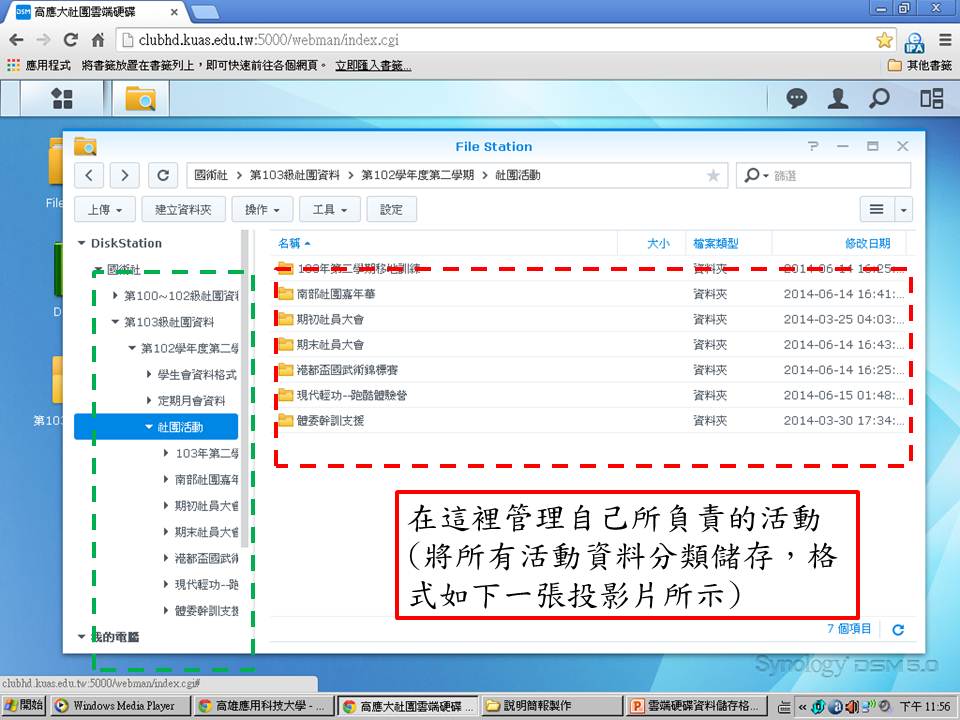 高應大社團雲端硬碟
clubhd.kuas.edu.tw:5000/webman/index.cgi
應用程式 將書籤放置在書籤列上，即可快速前往各個網頁。 立即匯入書籤... 其他書籤
File Station
國術社 > 第103級社團資料 > 第102學年度第二學期 > 社團活動 篩選
上傳 建立資料夾 操作 工具 設定
DiskStation
國術社
第100~102級社團資料
第103級社團資料
第102學年度第二學
學生會資料格式
定期月會資料
社團活動
103年第二學
南部社團嘉年
期初社員大會
期末社員大會
港都盃國武術
現代輕功--跑
體委幹訓支援
我的電腦
名稱 大小 檔案類型 修改日期
103年第二學期移地訓練 資料夾 2014-06-14 16:25:...
南部社團嘉年華 資料夾 2014-06-14 16:41:...
期初社員大會 資料夾 2014-03-25 04:03:...
期末社員大會 資料夾 2014-06-14 16:43:...
港都盃國武術錦標賽 資料夾 2014-06-14 16:25:...
現代輕功--跑酷體驗營 資料夾 2014-06-15 01:48:...
體委幹訓支援 資料夾 2014-03-30 17:34:...
在這裡管理自己所負責的活動
(將所有活動資料分類儲存，格
式如下一張投影片所示)
7 個項目
Synology DSM 5.0
File
第103
clubhd.kuas.edu.tw:5000/webman/index.cgi#
開始 Windows Media Player 高雄應用科技大學 - ... 高應大社團雲端硬碟 ... 說明簡報製作 雲端硬碟資料儲存格... 下午 11:56